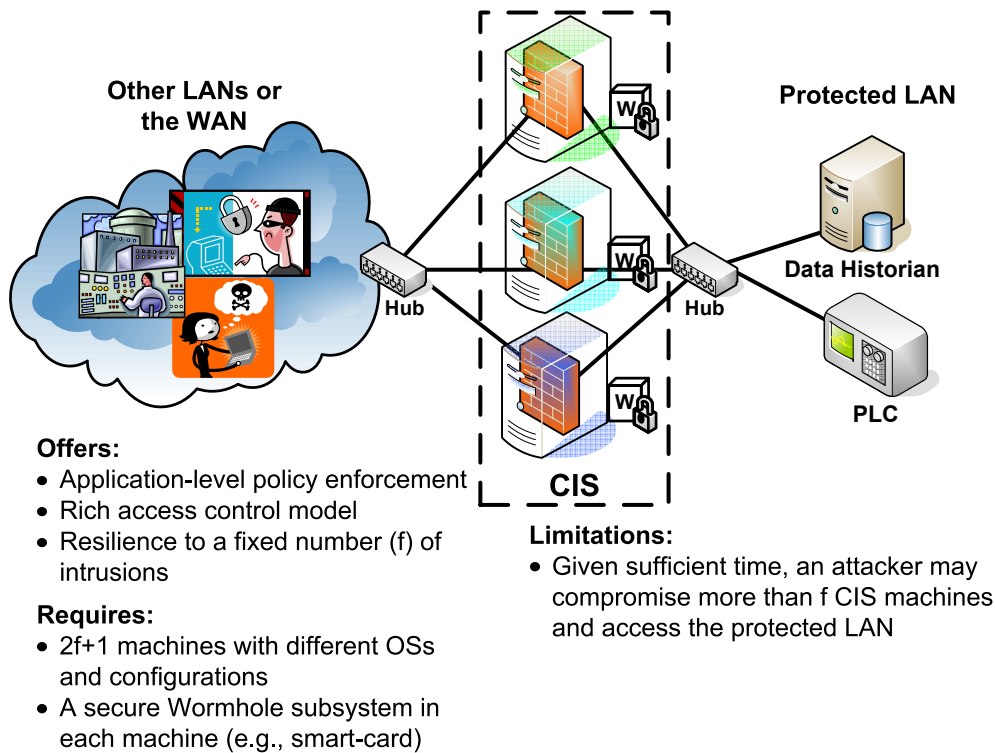 Other LANs or
the WAN
Protected LAN
W
W
W
Hub
Hub
Data Historian
PLC
CIS
Offers:
• Application-level policy enforcement
• Rich access control model
• Resilience to a fixed number (f) of
intrusions
Requires:
• 2f+1 machines with different OSs
and configurations
• A secure Wormhole subsystem in
each machine (e.g., smart-card)
Limitations:
• Given sufficient time, an attacker may
compromise more than f CIS machines
and access the protected LAN